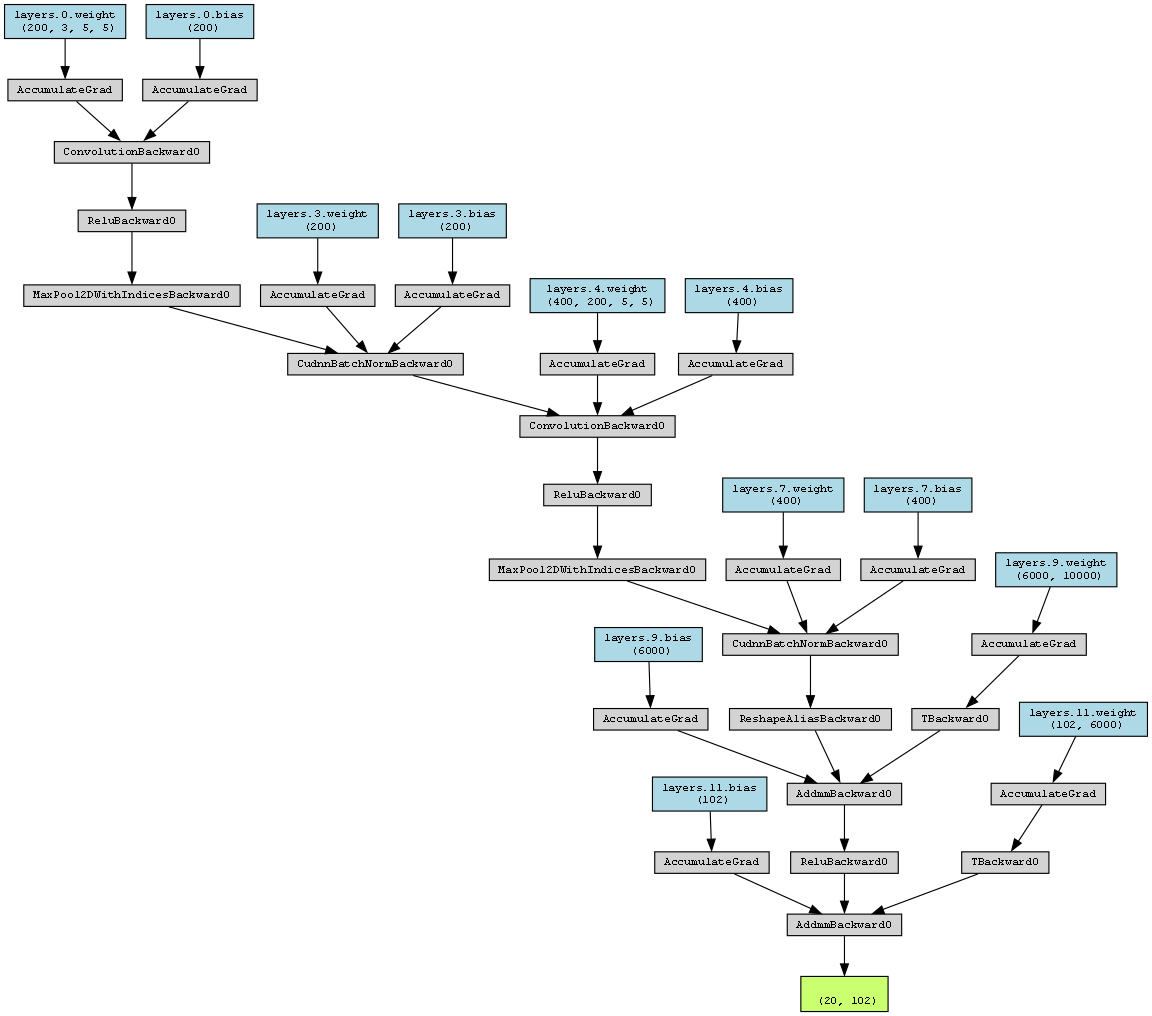 layers.0.weight
(200, 3, 5, 5)
layers.0.bias
(200)
AccumulateGrad
AccumulateGrad
ConvolutionBackward0
ReluBackward0
layers.3.weight
(200)
layers.3.bias
(200)
MaxPool2DWithIndicesBackward0
AccumulateGrad
AccumulateGrad
layers.4.weight
(400, 200, 5, 5)
layers.4.bias
(400)
CudnnBatchNormBackward0
AccumulateGrad
AccumulateGrad
ConvolutionBackward0
ReluBackward0
layers.7.weight
(400)
layers.7.bias
(400)
MaxPool2DWithIndicesBackward0
AccumulateGrad
AccumulateGrad
layers.9.weight
(6000, 10000)
layers.9.bias
(6000)
CudnnBatchNormBackward0
AccumulateGrad
AccumulateGrad
ReshapeAliasBackward0
TBackward0
layers.11.weight
(102, 6000)
layers.11.bias
(102)
AddmmBackward0
AccumulateGrad
AccumulateGrad
ReluBackward0
TBackward0
AddmmBackward0
(20, 102)